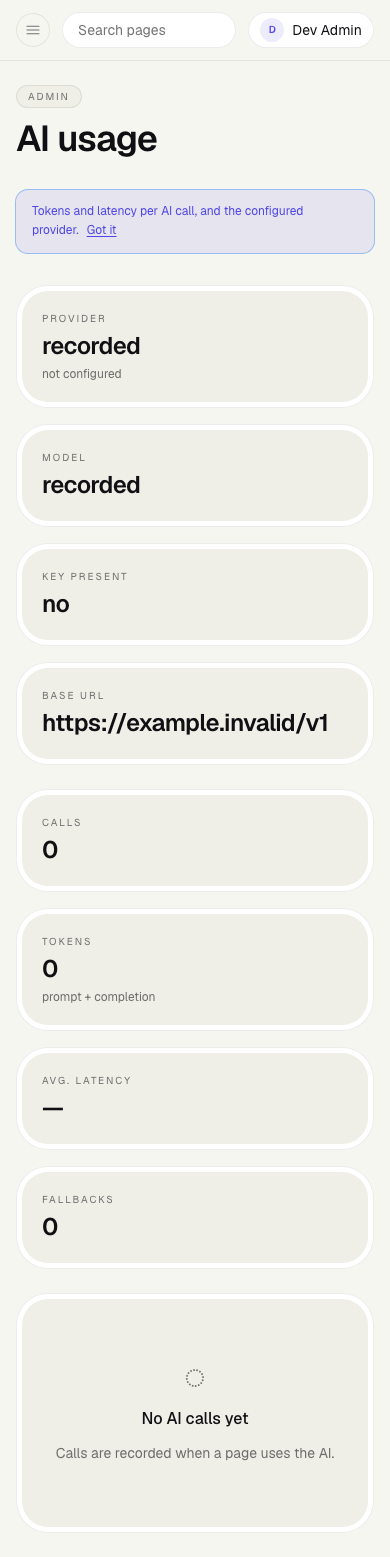 Search pages
D
Dev Admin
ADMIN
AI usage
Tokens and latency per AI call, and the configured
provider. Got it
PROVIDER
recorded
not configured
MODEL
recorded
KEY PRESENT
no
BASE URL
https://example.invalid/v1
CALLS
0
TOKENS
0
prompt + completion
AVG. LATENCY
—
FALLBACKS
0
No AI calls yet
Calls are recorded when a page uses the AI.